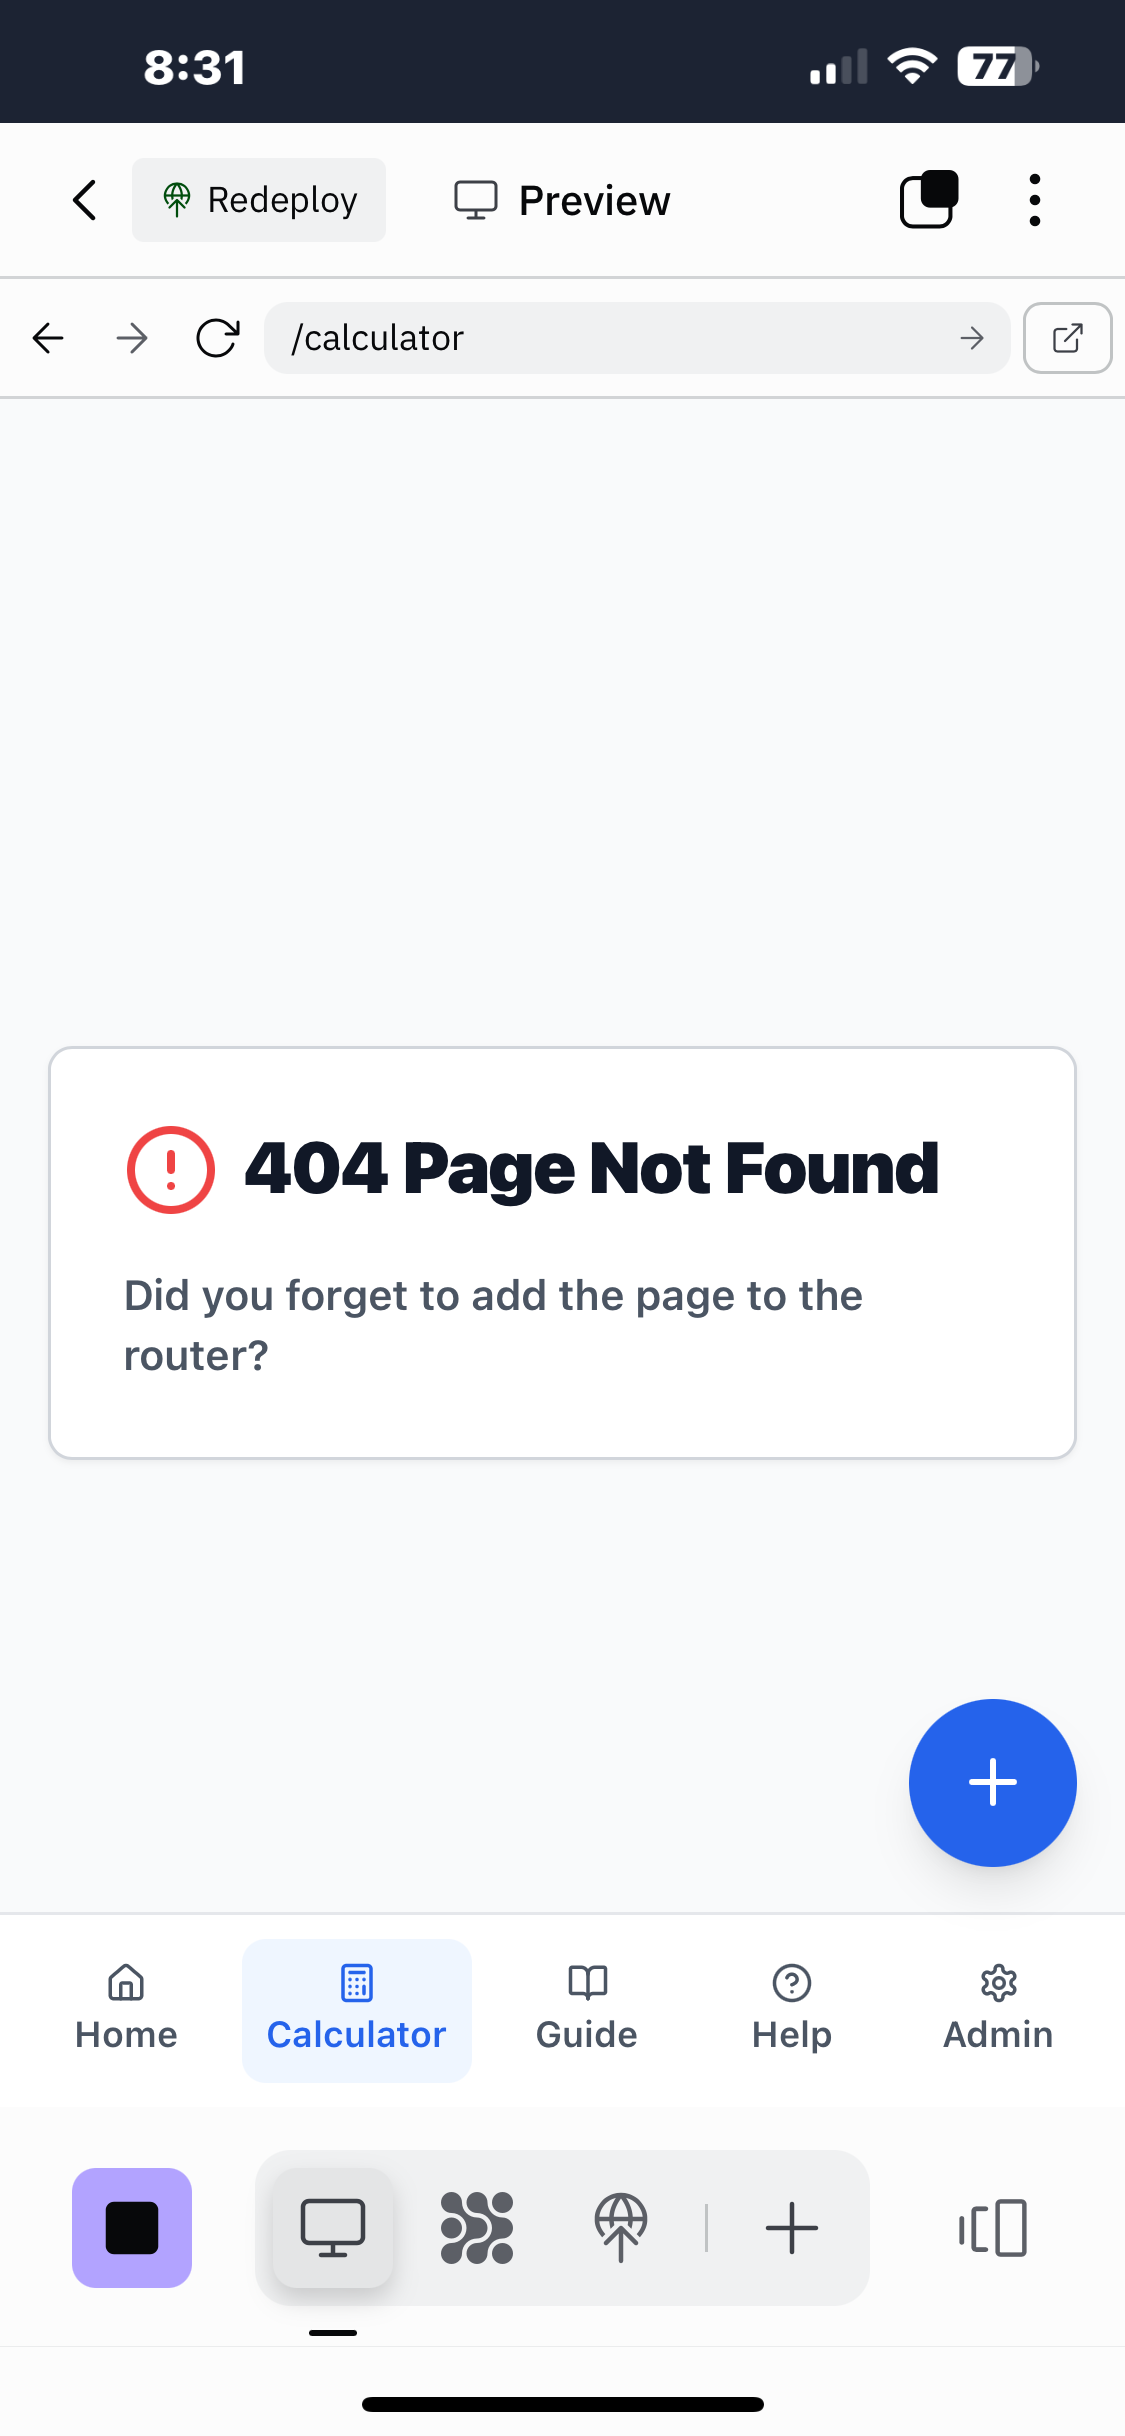 8:31
77
Redeploy
Preview
/calculator
404 Page Not Found
Did you forget to add the page to the
router?
Home
Calculator
Guide
Help
Admin